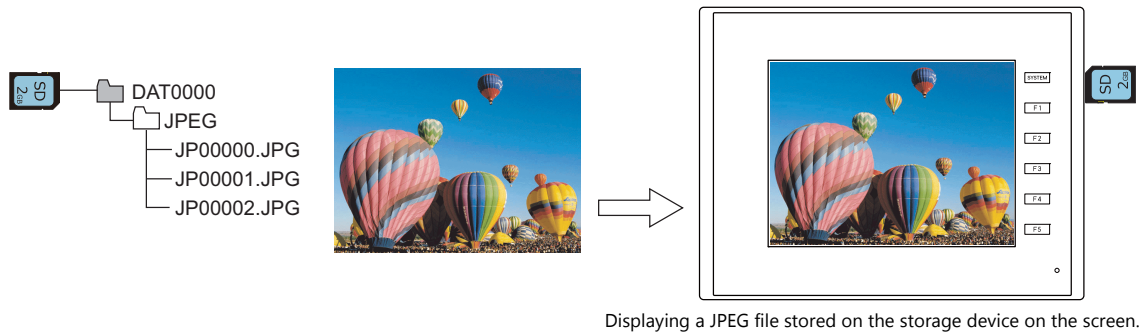 SD
2GB
DAT0000
JPEG
JP00000.JPG
JP00001.JPG
JP00002.JPG
SYSTEM
F1
F2
F3
F4
F5
SD
2GB
Displaying a JPEG file stored on the storage device on the screen.